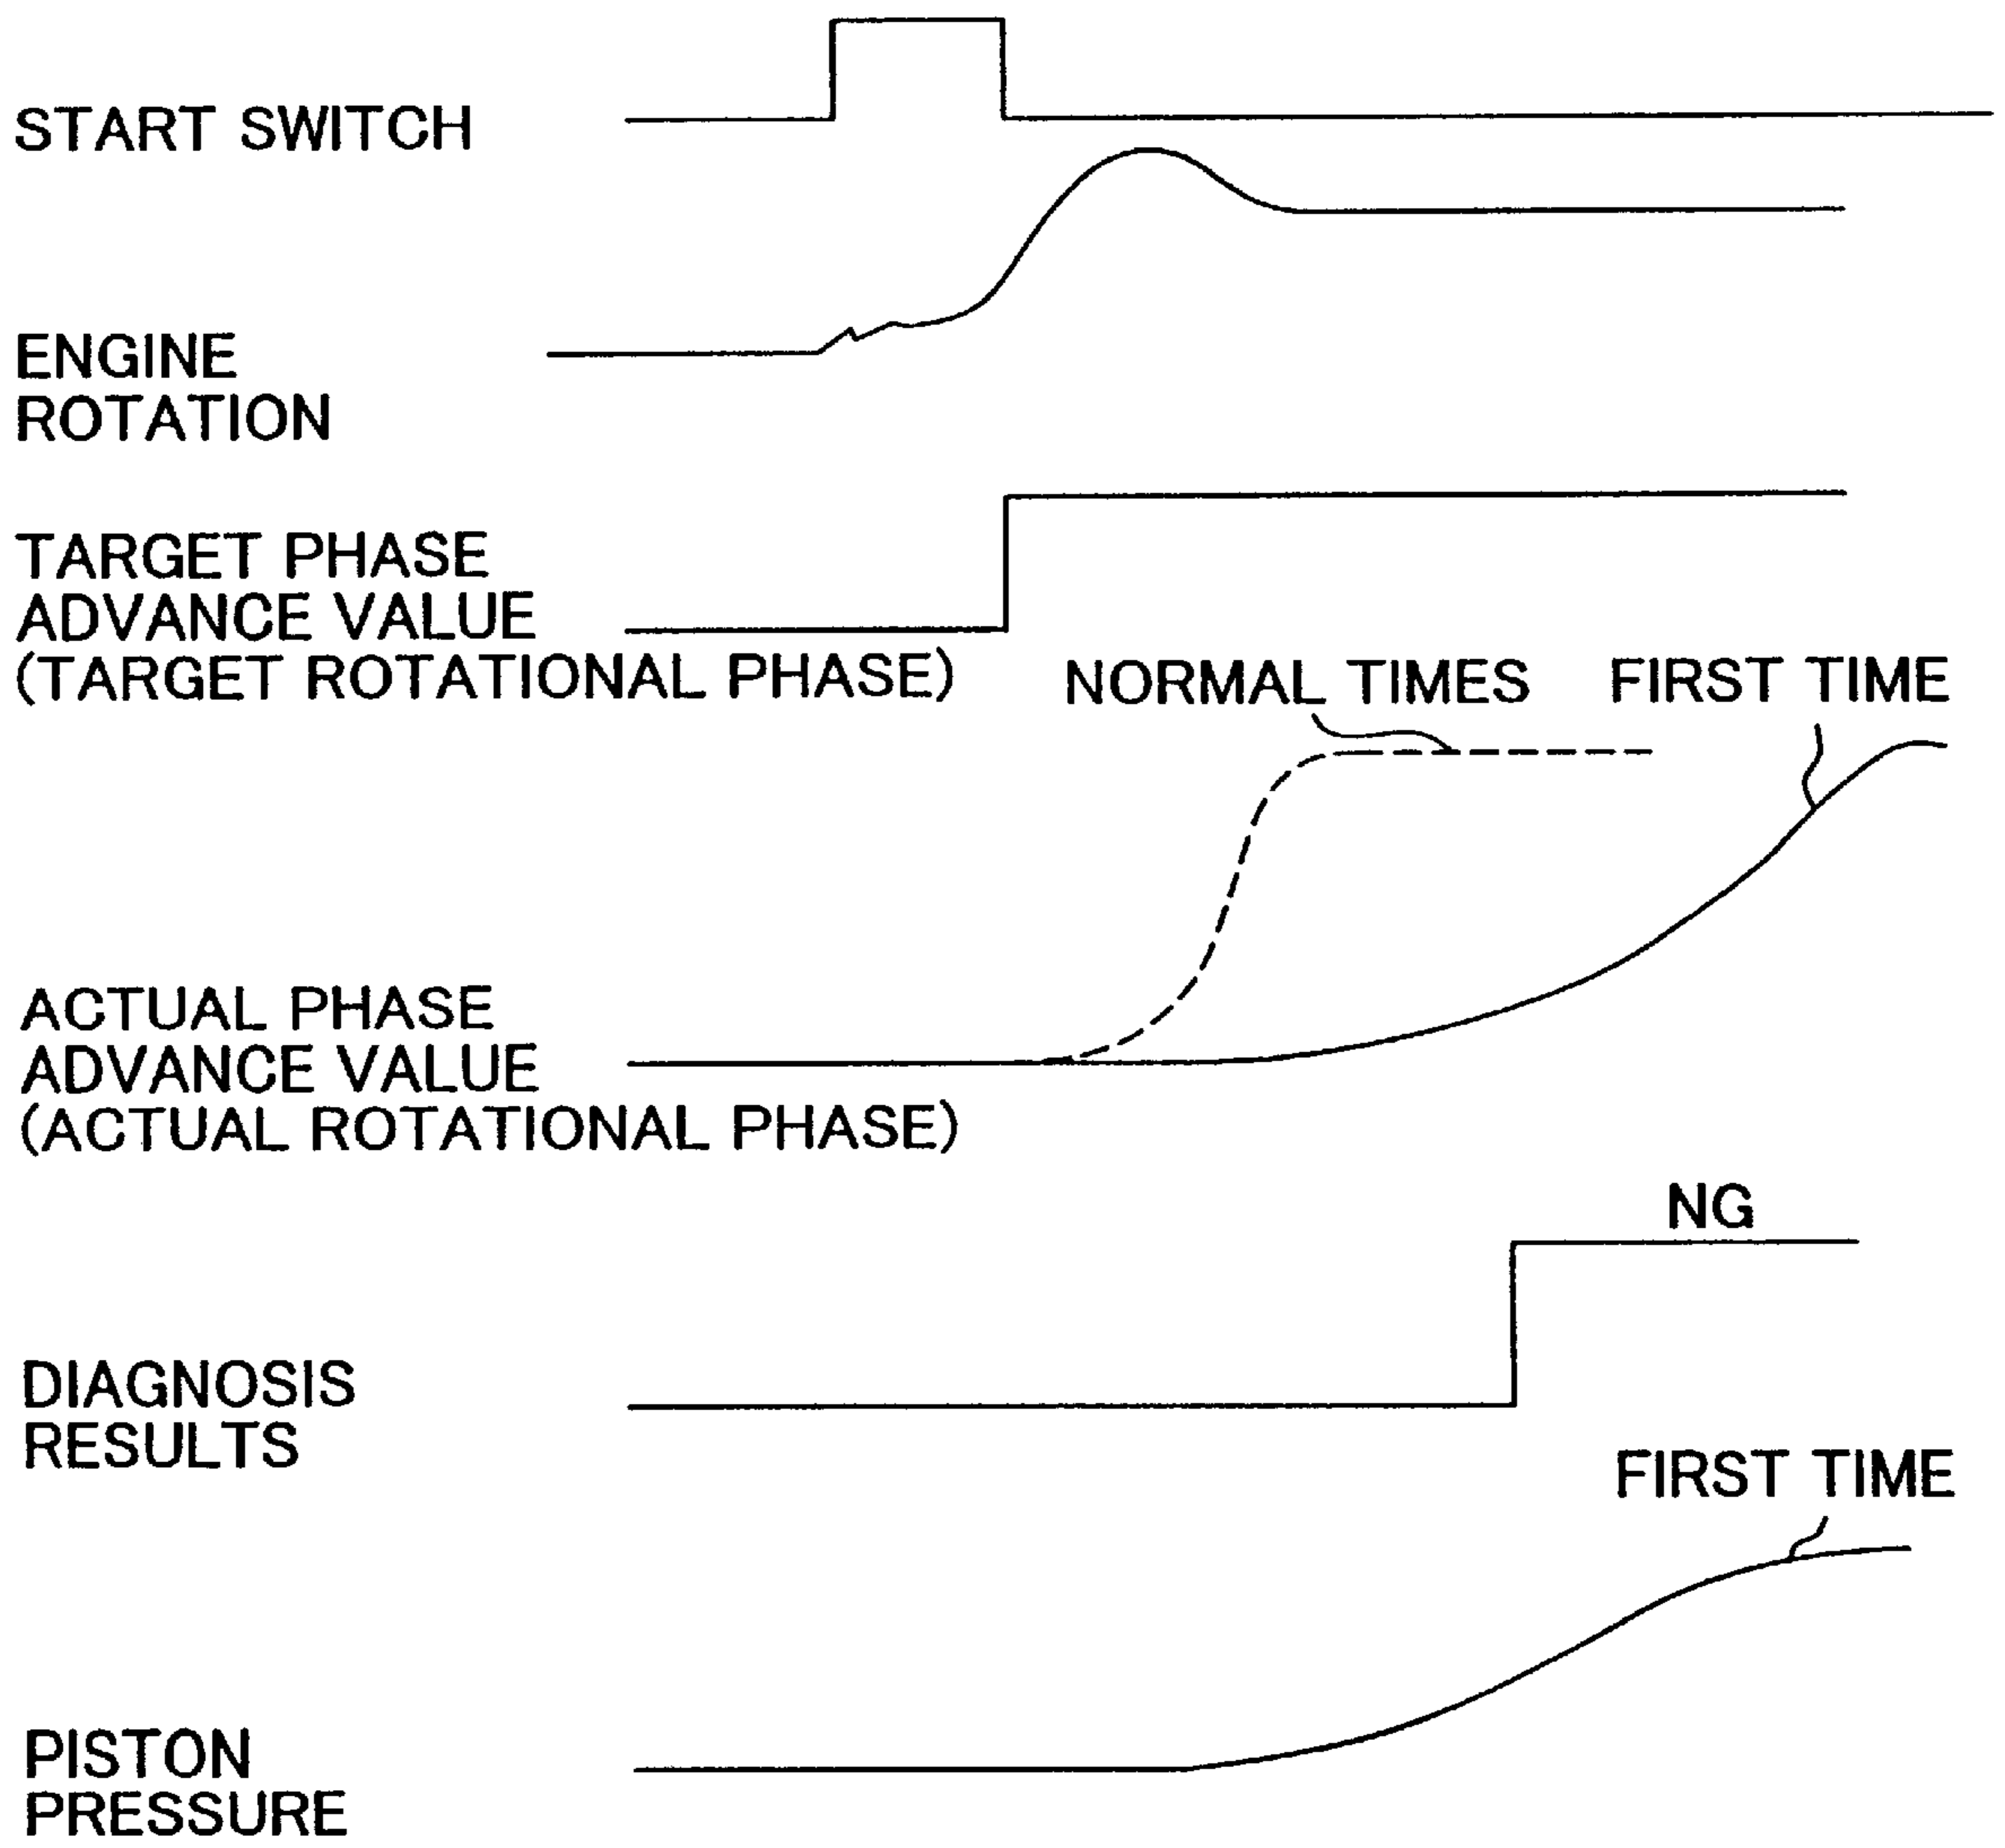 START SWITCH
ENGINE
ROTATION
TARGET PHASE
ADVANCE VALUE
(TARGET ROTATIONAL PHASE)
NORMAL TIMES
FIRST TIME
ACTUAL PHASE
ADVANCE VALUE
(ACTUAL ROTATIONAL PHASE)
NG
DIAGNOSIS
RESULTS
FIRST TIME
PISTON
PRESSURE